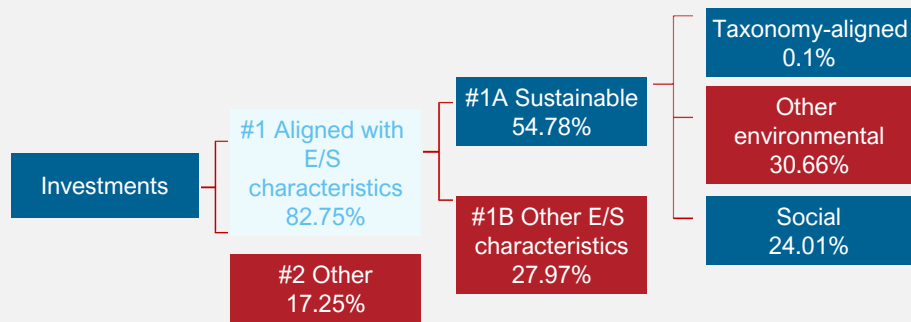 Investments
#1 Aligned with
E/S
characteristics
82.75%
#2 Other
17.25%
#1A Sustainable
54.78%
#1B Other E/S
characteristics
27.97%
Taxonomy-aligned
0.1%
Other
environmental
30.66%
Social
24.01%